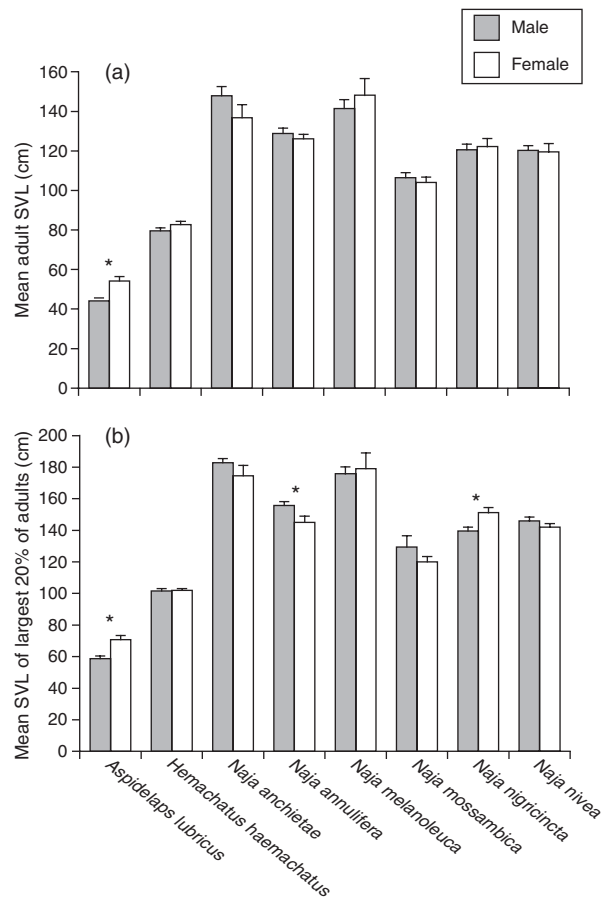 Male
Female
(a)
Mean adult SVL (cm)
160
140
120
100
80
60
40
20
0
*
(b)
Mean SVL of largest 20% of adults (cm)
200
180
160
140
120
100
80
60
40
20
0
*
*
*
Aspidelaps lubricus
Hemachatus haemachatus
Naja anchietae
Naja annulifera
Naja melanoleuca
Naja mossambica
Naja nigricincta
Naja nivea